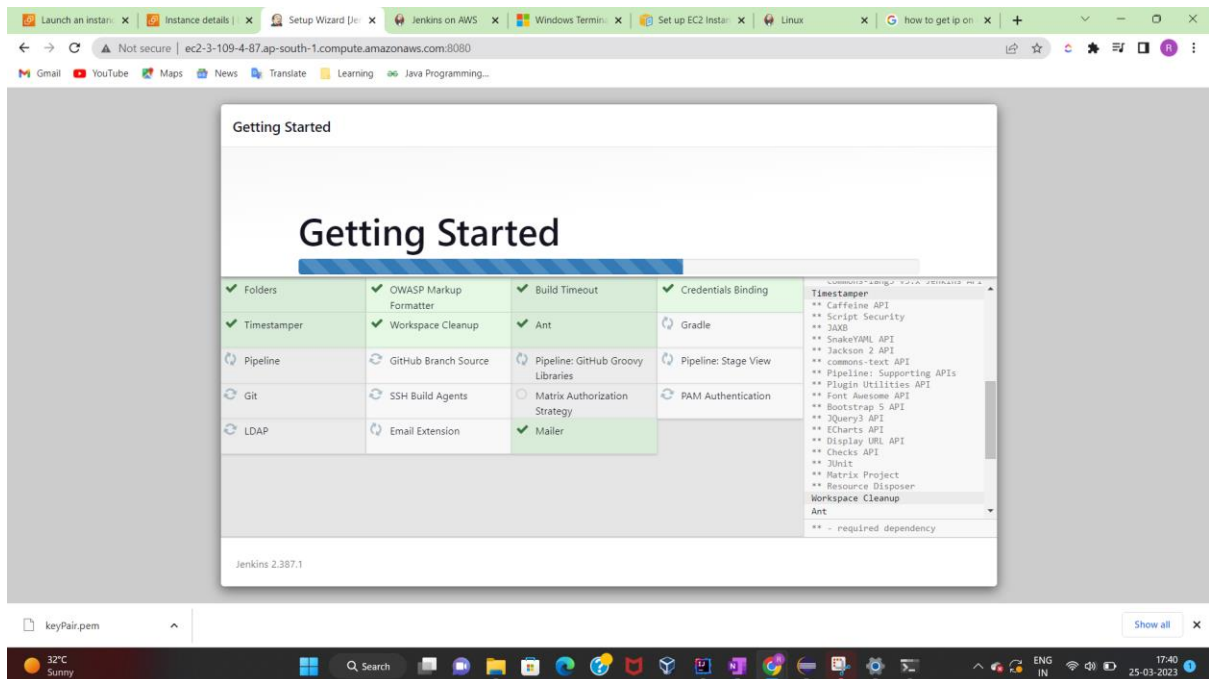 Launch an instan
Instance details |
Setup Wizard [Je
Jenkins on AWS
Windows Termina
Set up EC2 Instan
Linux
how to get ip on
Not secure | ec2-3-109-4-87.ap-south-1.compute.amazonaws.com:8080
R
Gmail
YouTube
Maps
News
Translate
Learning
Java Programming...
Getting Started
Getting Started
Folders
OWASP Markup
Formatter
Build Timeout
Credentials Binding
Timestamper
Workspace Cleanup
Ant
Gradle
Pipeline
GitHub Branch Source
Pipeline: GitHub Groovy
Libraries
Pipeline: Stage View
Git
SSH Build Agents
Matrix Authorization
Strategy
PAM Authentication
LDAP
Email Extension
Mailer
Timestamper
** Caffeine API
** Script Security
** JAXB
** SnakeYAML API
** Jackson 2 API
** commons-text API
** Pipeline: Supporting APIs
** Plugin Utilities API
** Font Awesome API
** Bootstrap 5 API
** JQuery3 API
** ECharts API
** Display URL API
** Checks API
** JUnit
** Matrix Project
** Resource Disposer
Workspace Cleanup
Ant
** - required dependency
Jenkins 2.387.1
keyPair.pem
Show all
32°C
Sunny
Search
ENG
IN
17:40
25-03-2023
1